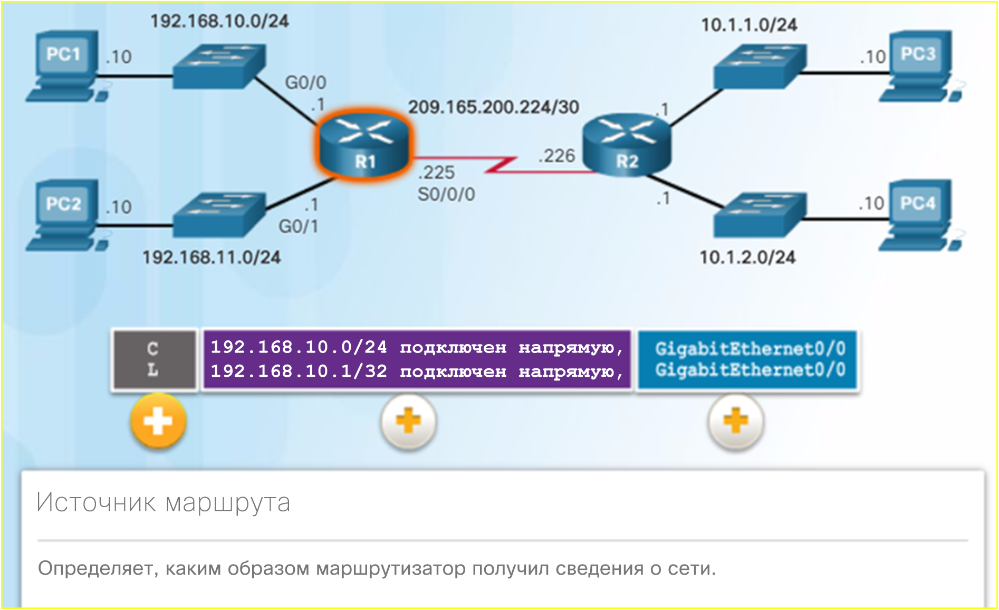 192.168.10.0/24
10.1.1.0/24
PC1
.10
.10
PC3
G0/0
.1
209.165.200.224/30
.1
R1
.225
S0/0/0
.226
R2
PC2
.10
.1
G0/1
.1
.10
PC4
192.168.11.0/24
10.1.2.0/24
C
192.168.10.0/24 подключен напрямую,
GigabitEthernet0/0
L
192.168.10.1/32 подключен напрямую,
GigabitEthernet0/0
Источник маршрута
Определяет, каким образом маршрутизатор получил сведения о сети.